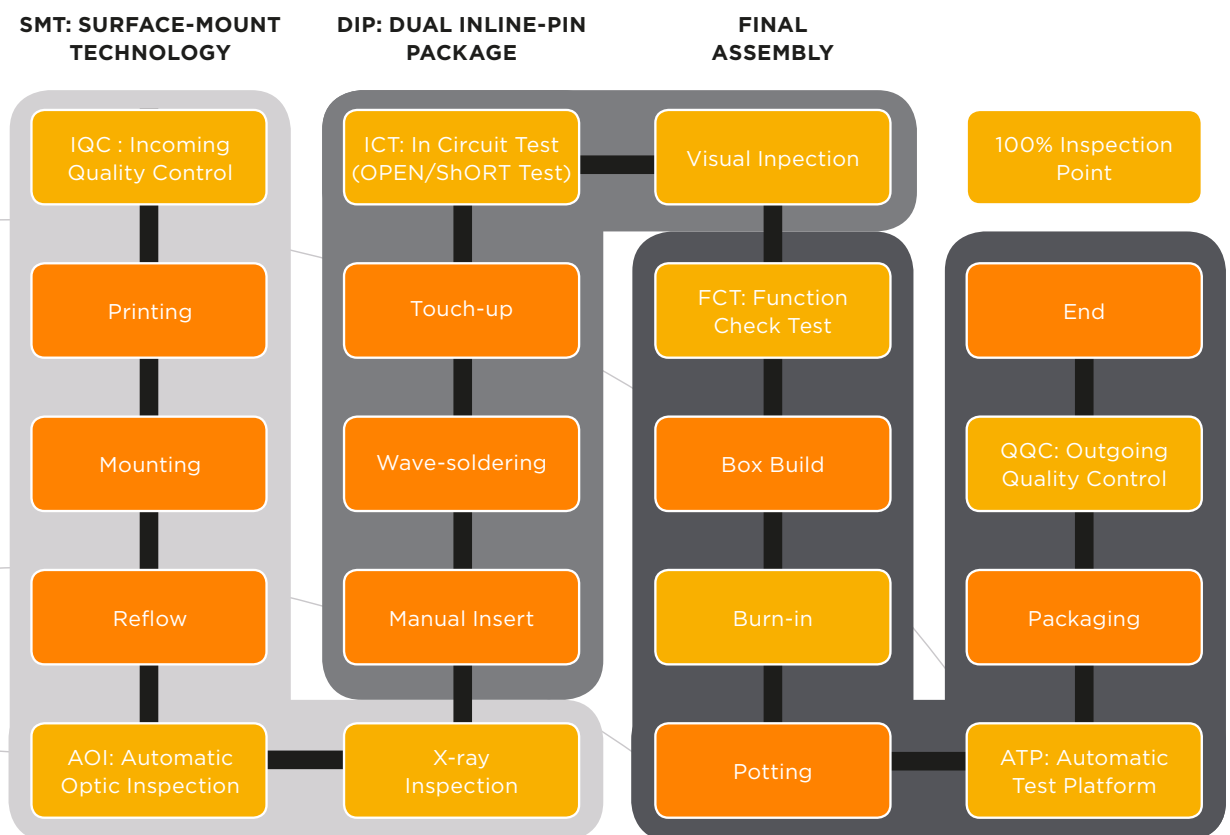 SMT: SURFACE-MOUNT
TECHNOLOGY
DIP: DUAL INLINE-PIN
PACKAGE
FINAL
ASSEMBLY
IQC : Incoming
Quality Control
Printing
Mounting
Reflow
AOI: Automatic
Optic Inspection
ICT: In Circuit Test
(OPEN/ShORT Test)
Touch-up
Wave-soldering
Manual Insert
X-ray
Inspection
Visual Inpection
FCT: Function
Check Test
Box Build
Burn-in
Potting
100% Inspection
Point
End
QQC: Outgoing
Quality Control
Packaging
ATP: Automatic
Test Platform